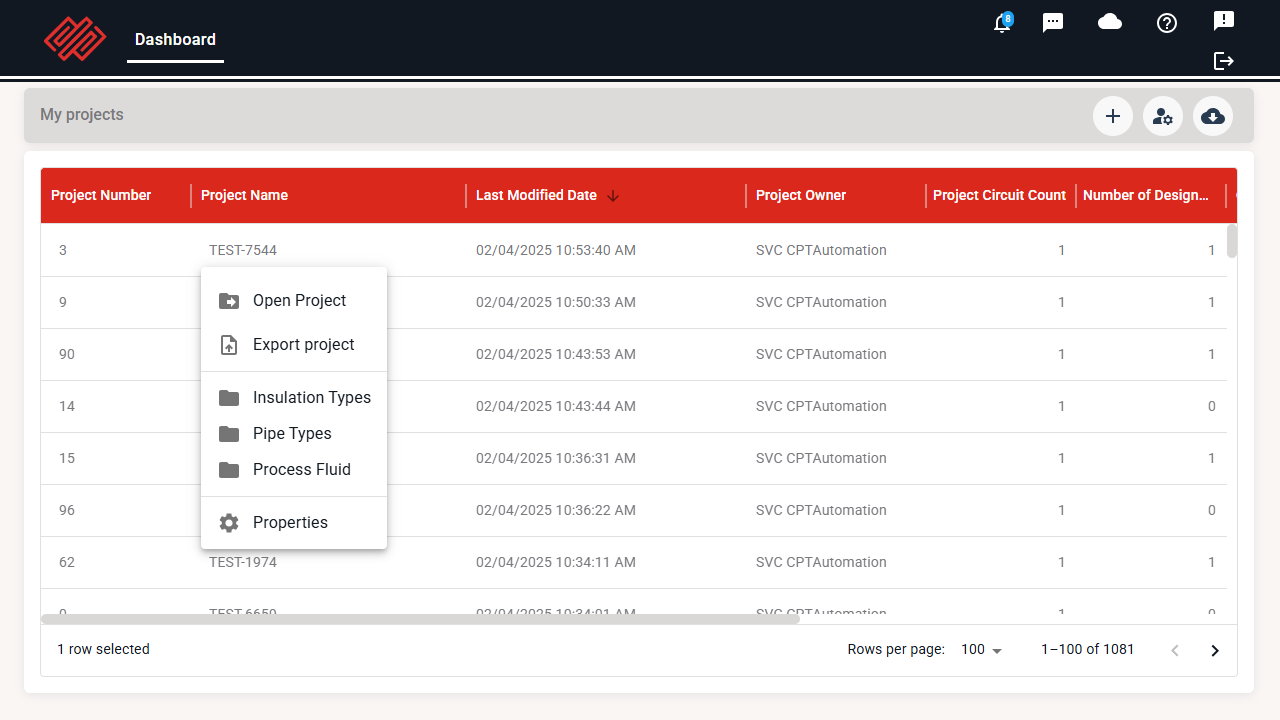 Dashboard
8
My projects
Project Number Project Name Last Modified Date Project Owner Project Circuit Count Number of Design...
3 TEST-7544 02/04/2025 10:53:40 AM SVC CPTAutomation 1 1
9 02/04/2025 10:50:33 AM SVC CPTAutomation 1 1
90 02/04/2025 10:43:53 AM SVC CPTAutomation 1 1
14 02/04/2025 10:43:44 AM SVC CPTAutomation 1 0
15 02/04/2025 10:36:31 AM SVC CPTAutomation 1 1
96 02/04/2025 10:36:22 AM SVC CPTAutomation 1 0
62 TEST-1974 02/04/2025 10:34:11 AM SVC CPTAutomation 1 1
0 TEST-6659 02/04/2025 10:34:01 AM SVC CPTAutomation 1 0
Open Project
Export project
Insulation Types
Pipe Types
Process Fluid
Properties
1 row selected Rows per page: 100 1–100 of 1081